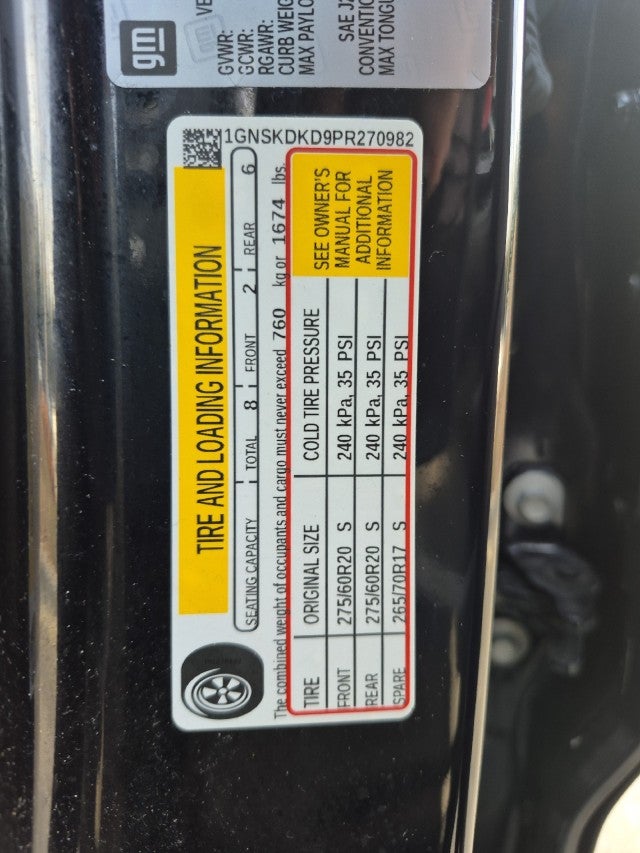 gm
GVWR:
GCWR:
RGAWR:
CURB WEIG
MAX PAYLO
SAE J2
CONVENTIO
MAX TONGU
1GNSKDKD9PR270982
TIRE AND LOADING INFORMATION
SEATING CAPACITY TOTAL 8 FRONT 2 REAR 6
The combined weight of occupants and cargo must never exceed 760 kg or 1674 lbs.
TIRE ORIGINAL SIZE COLD TIRE PRESSURE
FRONT 275/60R20 S 240 kPa, 35 PSI
REAR 275/60R20 S 240 kPa, 35 PSI
SPARE 265/70R17 S 240 kPa, 35 PSI
SEE OWNER'S
MANUAL FOR
ADDITIONAL
INFORMATION